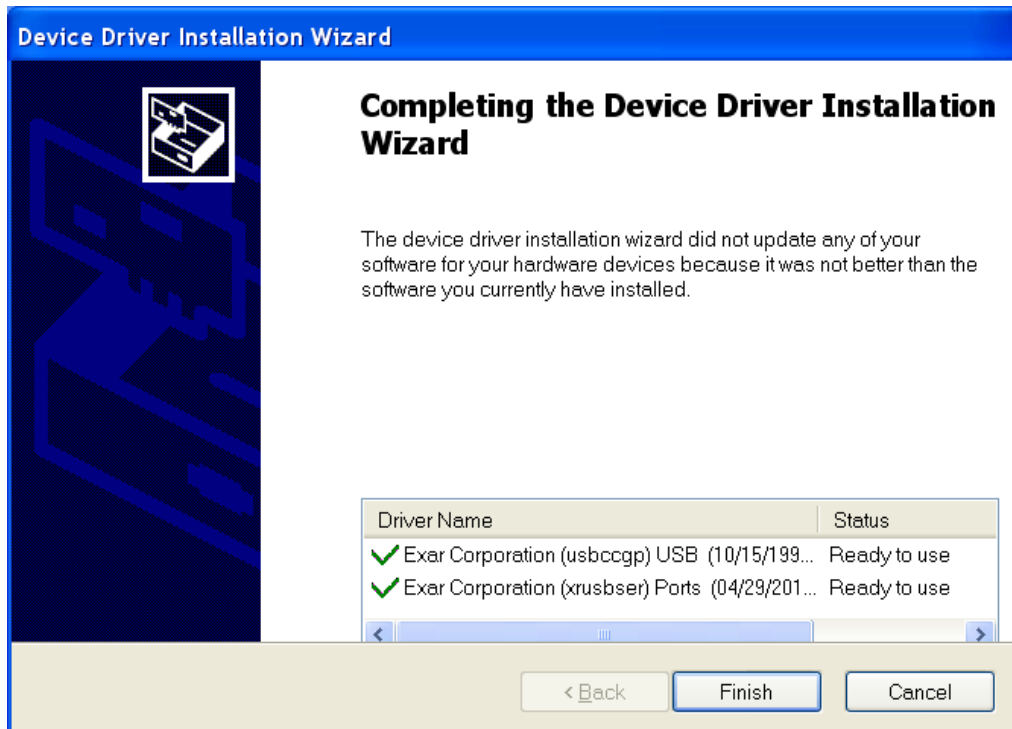 Device Driver Installation Wizard
Completing the Device Driver Installation
Wizard
The device driver installation wizard did not update any of your
software for your hardware devices because it was not better than the
software you currently have installed.
Driver Name Status
Exar Corporation (usbccgp) USB (10/15/199... Ready to use
Exar Corporation (xrusbser) Ports (04/29/201... Ready to use
< Back Finish Cancel